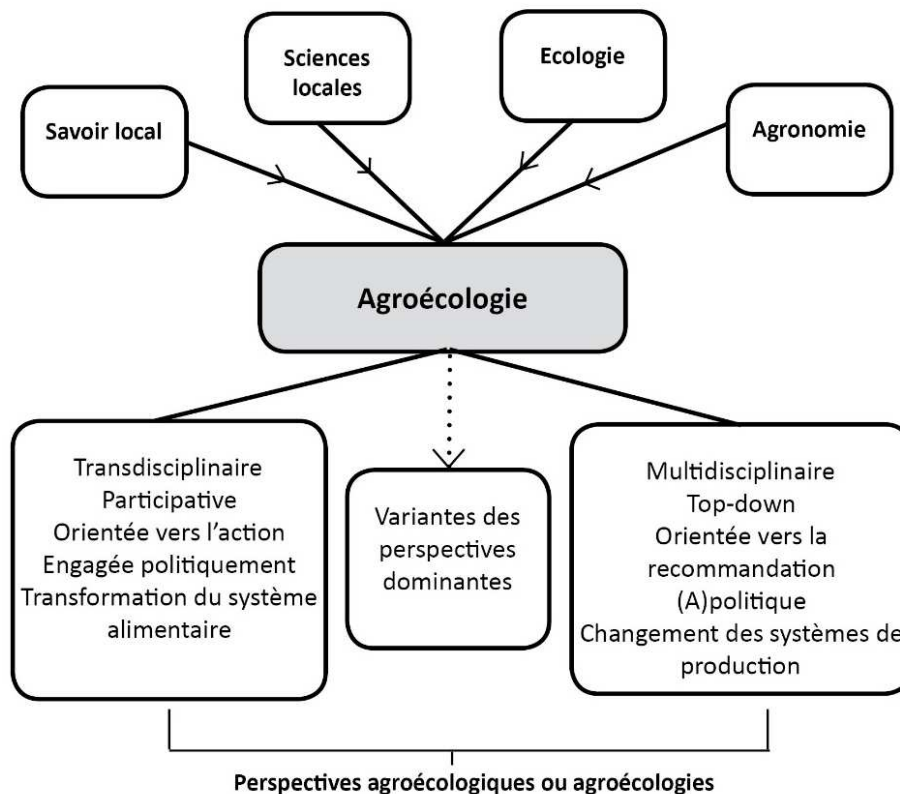 Sciences
locales
Ecologie
Savoir local
Agronomie
Agroécologie
Transdisciplinaire
Participative
Orientée vers l'action
Engagée politiquement
Transformation du système
alimentaire
Variantes des
perspectives
dominantes
Multidisciplinaire
Top-down
Orientée vers la
recommandation
(A)politique
Changement des systèmes de
production
Perspectives agroécologiques ou agroécologies